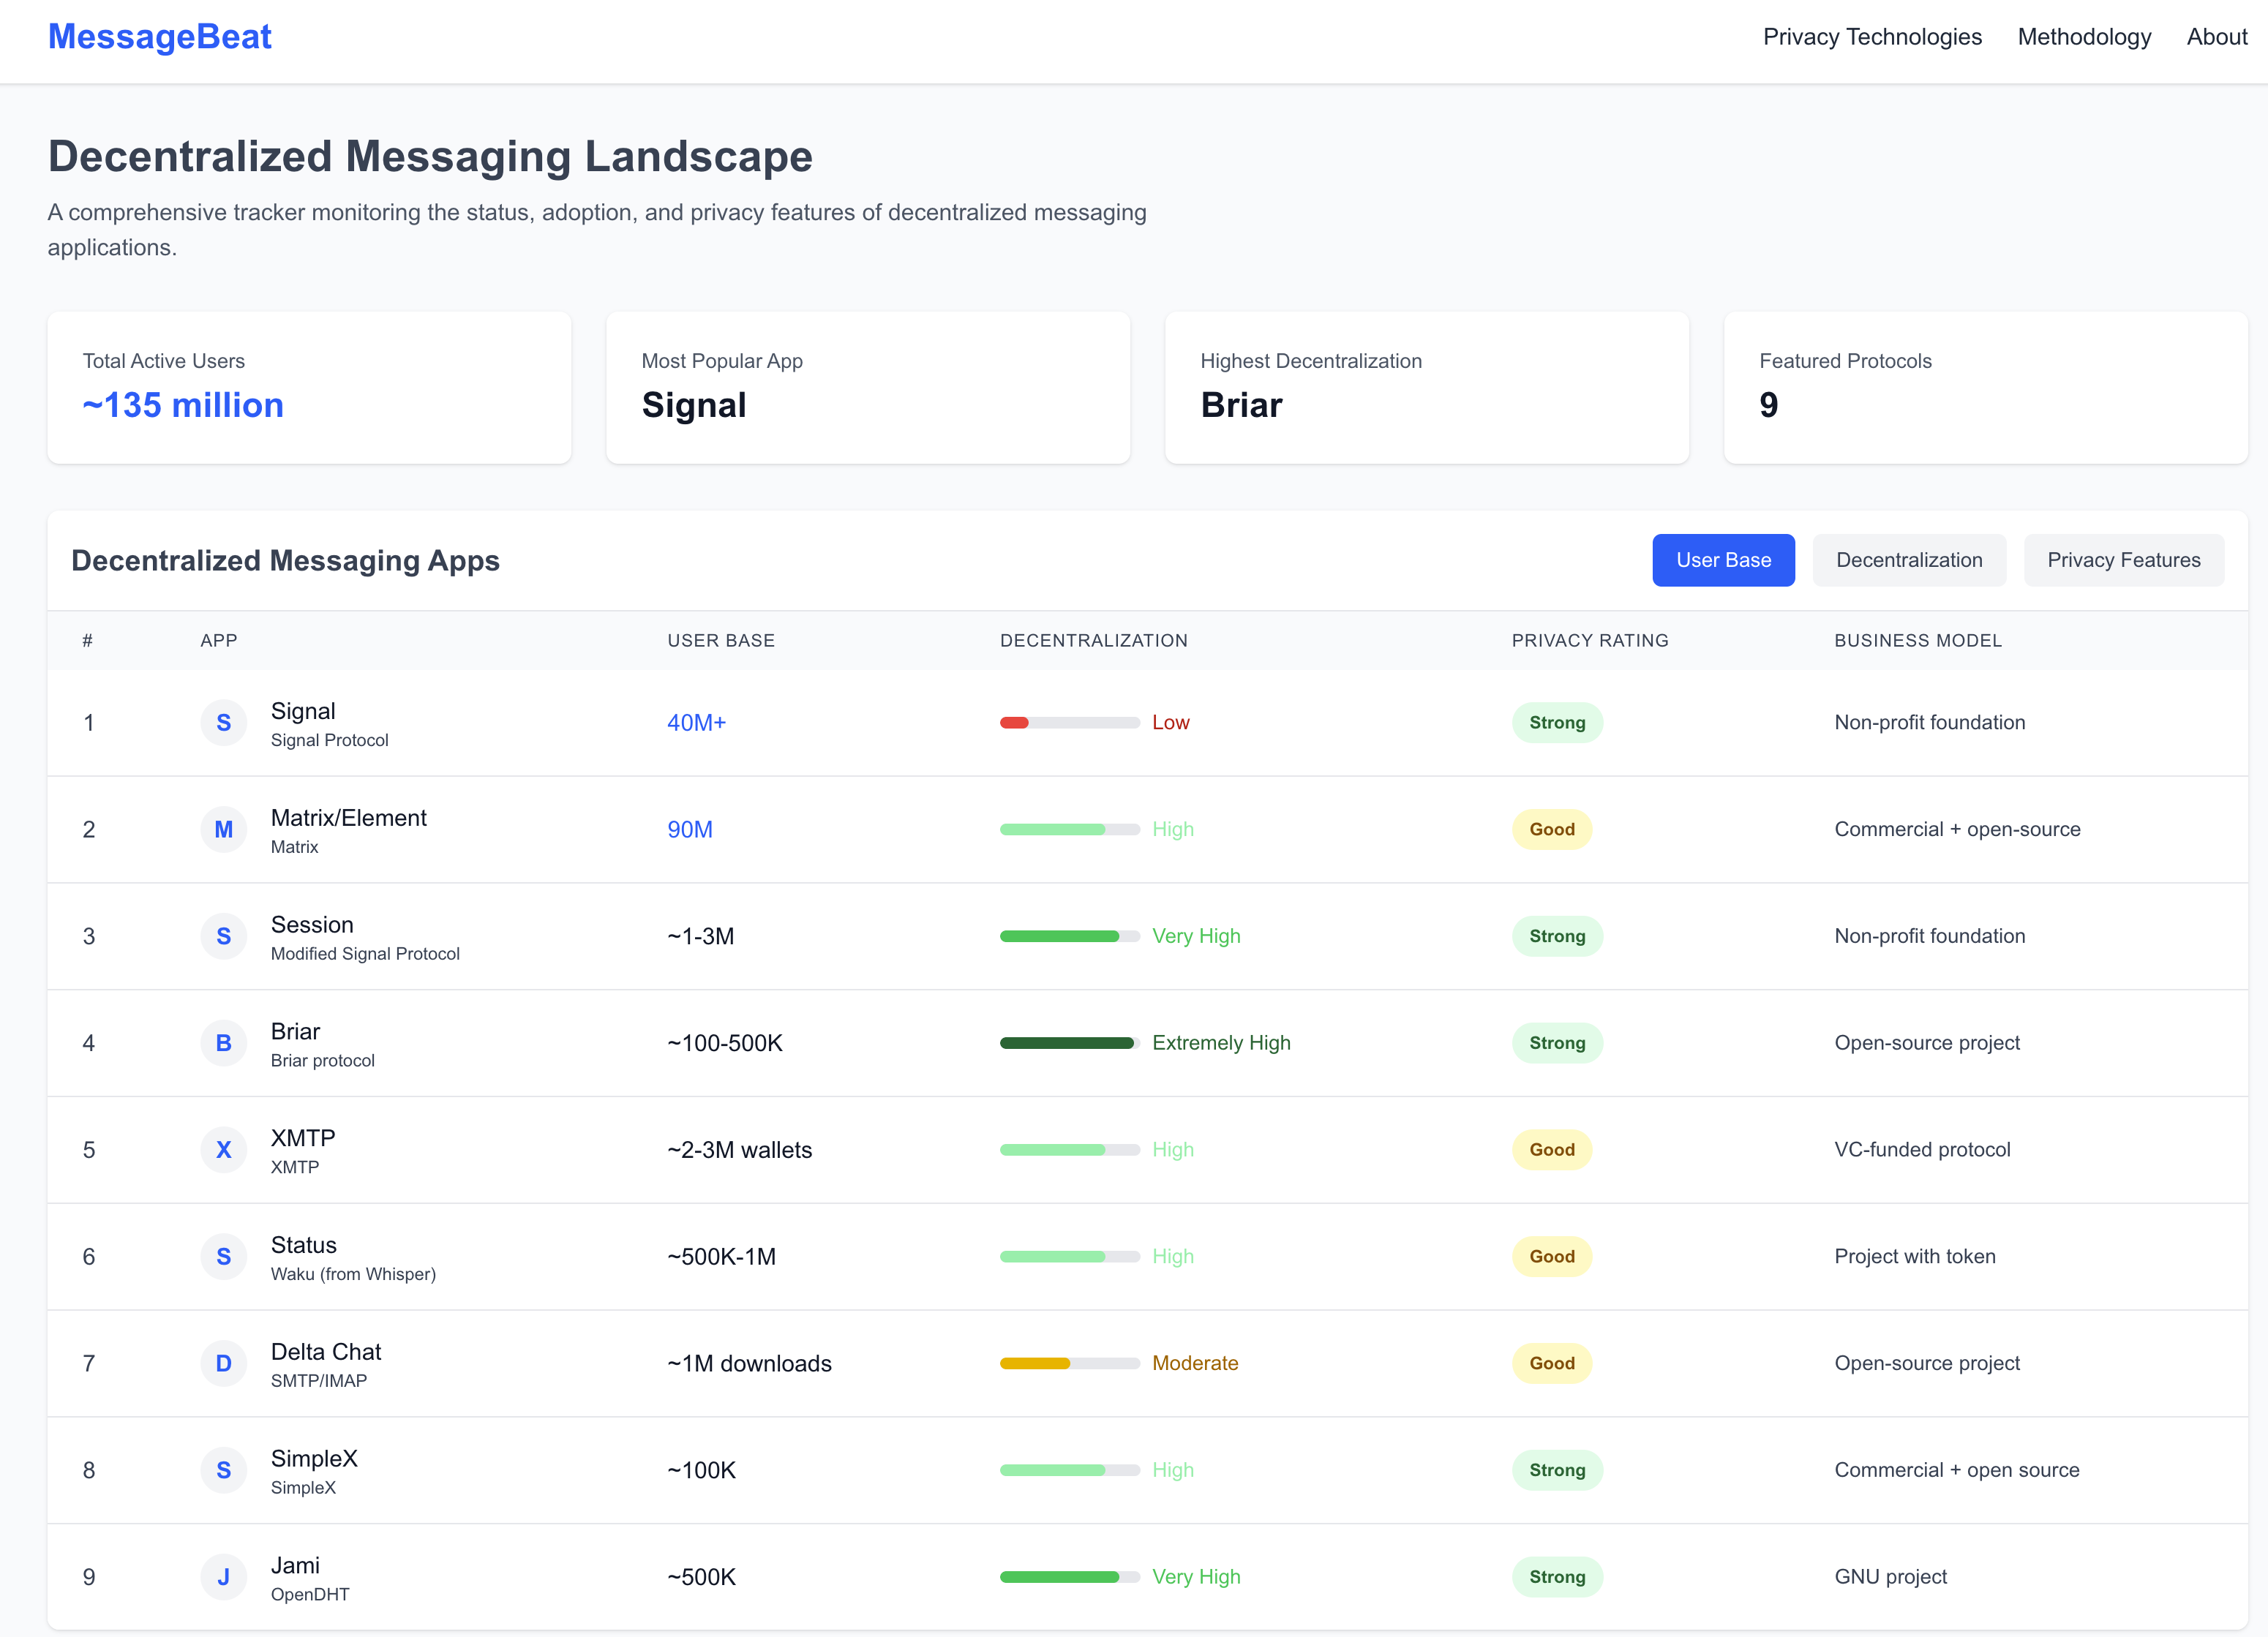 MessageBeat
Privacy Technologies Methodology About
Decentralized Messaging Landscape
A comprehensive tracker monitoring the status, adoption, and privacy features of decentralized messaging
applications.
Total Active Users
~135 million
Most Popular App
Signal
Highest Decentralization
Briar
Featured Protocols
9
Decentralized Messaging Apps
User Base Decentralization Privacy Features
# APP USER BASE DECENTRALIZATION PRIVACY RATING BUSINESS MODEL
1 S Signal 40M+ Low Strong Non-profit foundation
Signal Protocol
2 M Matrix/Element 90M High Good Commercial + open-source
Matrix
3 S Session ~1-3M Very High Strong Non-profit foundation
Modified Signal Protocol
4 B Briar ~100-500K Extremely High Strong Open-source project
Briar protocol
5 X XMTP ~2-3M wallets High Good VC-funded protocol
XMTP
6 S Status ~500K-1M High Good Project with token
Waku (from Whisper)
7 D Delta Chat ~1M downloads Moderate Good Open-source project
SMTP/IMAP
8 S SimpleX ~100K High Strong Commercial + open source
SimpleX
9 J Jami ~500K Very High Strong GNU project
OpenDHT